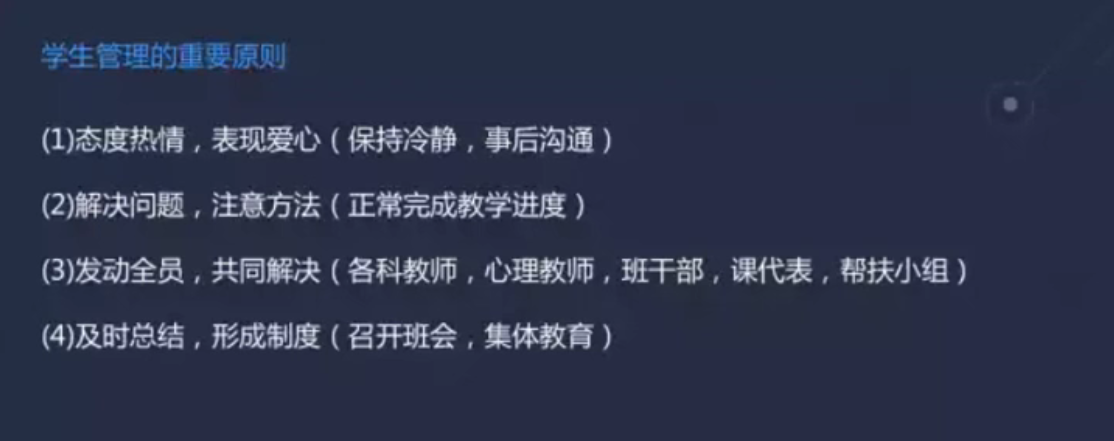 学生管理的重要原则
(1)态度热情，表现爱心（保持冷静，事后沟通）
(2)解决问题，注意方法（正常完成教学进度）
(3)发动全员，共同解决（各科教师，心理教师，班干部，课代表，帮扶小组）
(4)及时总结，形成制度（召开班会，集体教育）